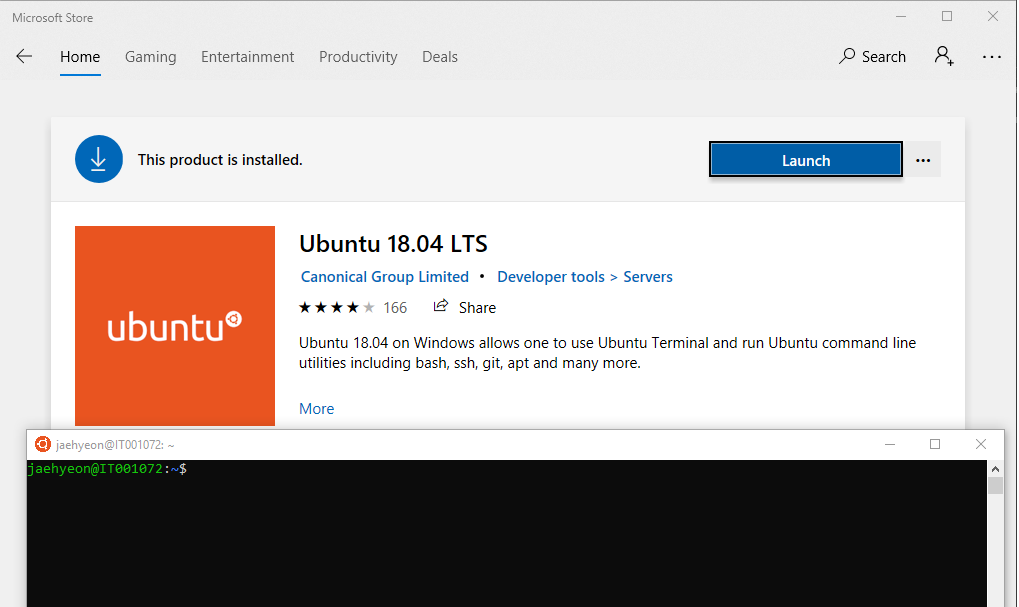 Microsoft Store
Home Gaming Entertainment Productivity Deals Search
This product is installed. Launch
ubuntu
Ubuntu 18.04 LTS
Canonical Group Limited • Developer tools > Servers
166 Share
Ubuntu 18.04 on Windows allows one to use Ubuntu Terminal and run Ubuntu command line
utilities including bash, ssh, git, apt and many more.
More
jaehyeon@IT001072: ~
jaehyeon@IT001072:~$